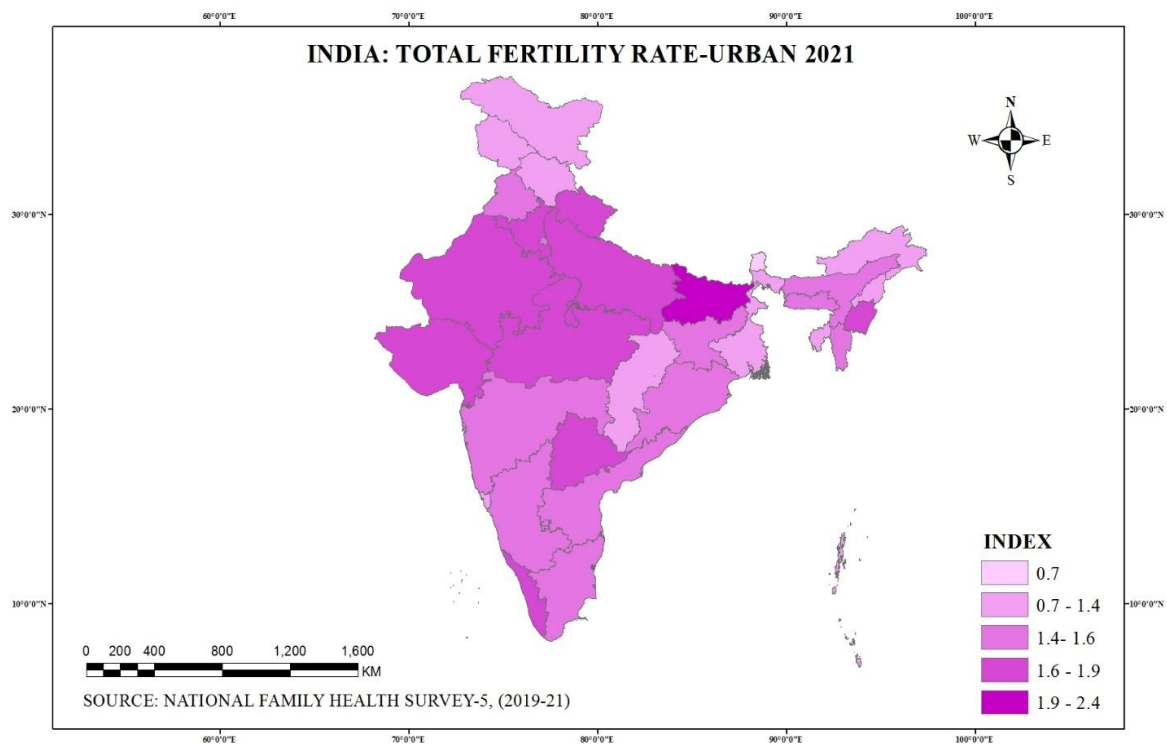 60°0'0"E 70°0'0"E 80°0'0"E 90°0'0"E 100°0'0"E
INDIA: TOTAL FERTILITY RATE-URBAN 2021
N
W E
S
30°0'0"N 30°0'0"N
20°0'0"N 20°0'0"N
10°0'0"N 10°0'0"N
INDEX
0.7
0.7 - 1.4
1.4- 1.6
1.6- 1.9
1.9 - 2.4
0 200 400 800 1,200 1,600
KM
SOURCE: NATIONAL FAMILY HEALTH SURVEY-5, (2019-21)
60°0'0"E 70°0'0"E 80°0'0"E 90°0'0"E 100°0'0"E